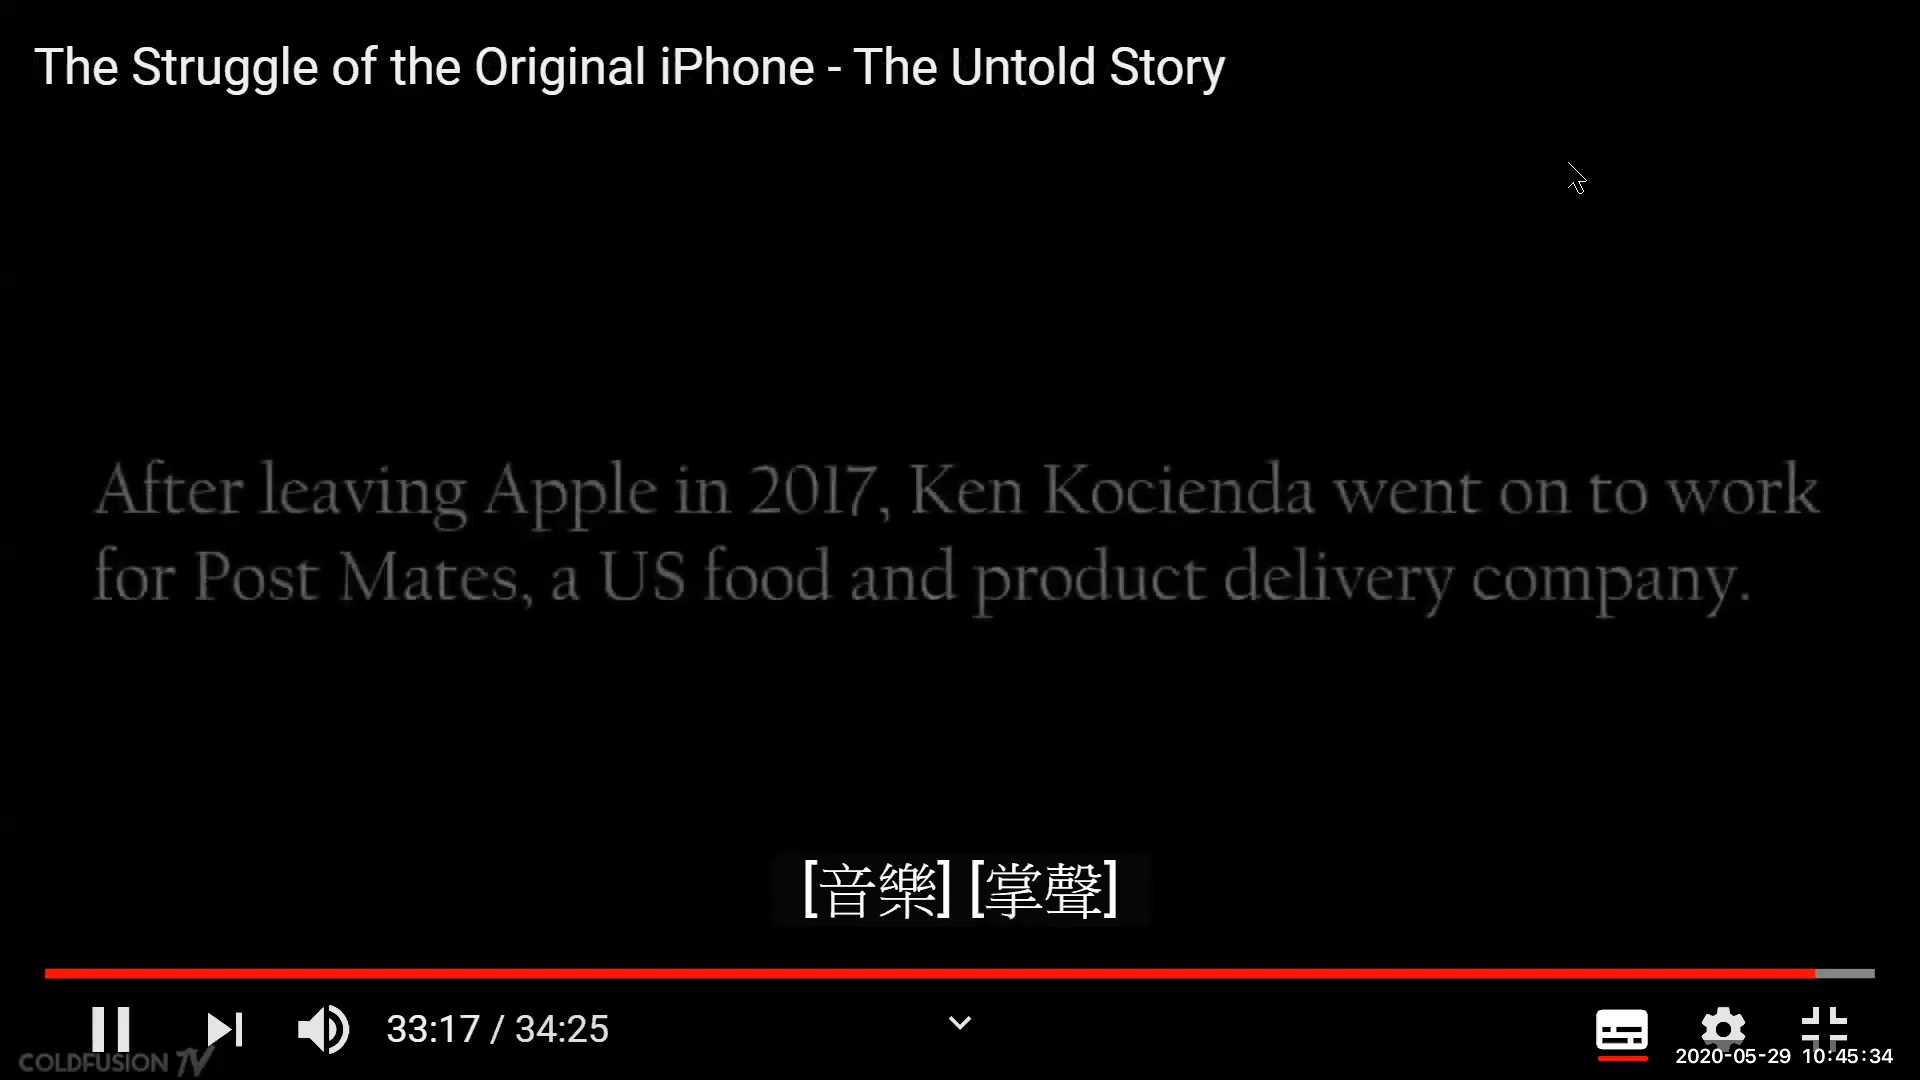 The Struggle of the Original iPhone - The Untold Story
After leaving Apple in 2017, Ken Kocienda went on to work
for Post Mates, a US food and product delivery company.
[音樂] [掌聲]
33:17 / 34:25
COLDFUSION TV
2020-05-29 10:45:34